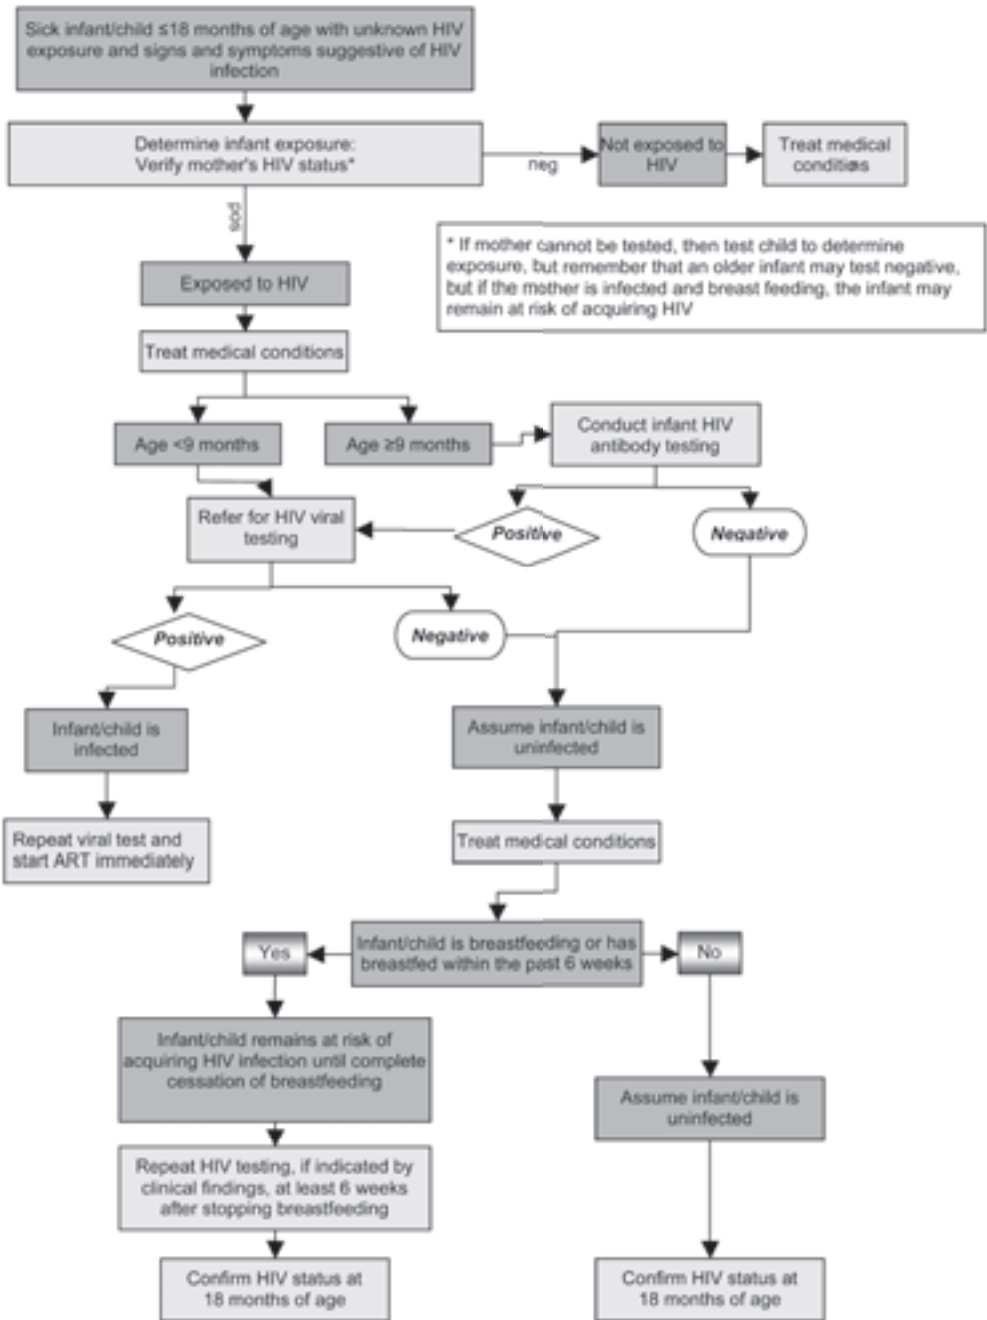 Sick infant/child ≤18 months of age with unknown HIV
exposure and signs and symptoms suggestive of HIV
infection
Determine infant exposure:
Verify mother's HIV status*
neg
Not exposed to
HIV
Treat medical
conditions
pos
* If mother cannot be tested, then test child to determine
exposure, but remember that an older infant may test negative,
but if the mother is infected and breast feeding, the infant may
remain at risk of acquiring HIV
Exposed to HIV
Treat medical conditions
Age <9 months
Age ≥9 months
Conduct infant HIV
antibody testing
Refer for HIV viral
testing
Positive
Negative
Positive
Negative
Infant/child is
infected
Assume infant/child is
uninfected
Repeat viral test and
start ART immediately
Treat medical conditions
Yes
Infant/child is breastfeeding or has
breastfed within the past 6 weeks
No
Infant/child remains at risk of
acquiring HIV infection until complete
cessation of breastfeeding
Assume infant/child is
uninfected
Repeat HIV testing, if indicated by
clinical findings, at least 6 weeks
after stopping breastfeeding
Confirm HIV status at
18 months of age
Confirm HIV status at
18 months of age